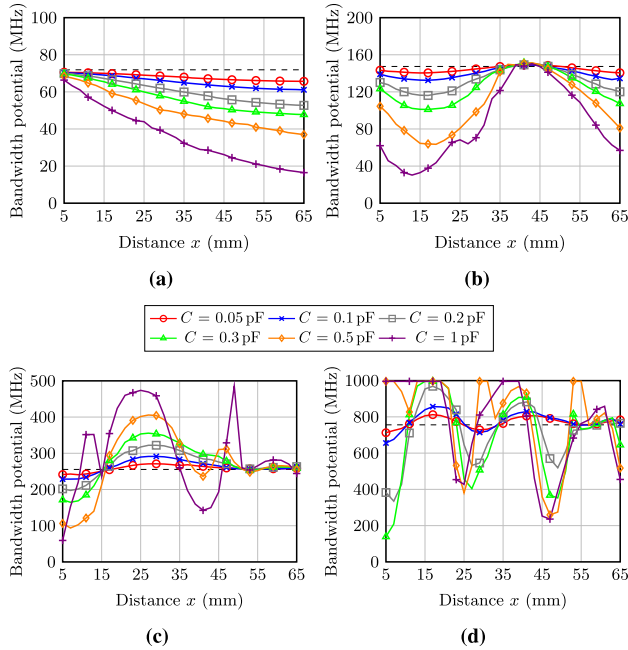 Bandwidth potential (MHz)
100
80
60
40
20
0
5 15 25 35 45 55 65
Distance x (mm)
(a)
Bandwidth potential (MHz)
200
160
120
80
40
0
5 15 25 35 45 55 65
Distance x (mm)
(b)
C = 0.05 pF C = 0.1 pF C = 0.2 pF
C = 0.3 pF C = 0.5 pF C = 1 pF
Bandwidth potential (MHz)
500
400
300
200
100
0
5 15 25 35 45 55 65
Distance x (mm)
(c)
Bandwidth potential (MHz)
1000
800
600
400
200
0
5 15 25 35 45 55 65
Distance x (mm)
(d)